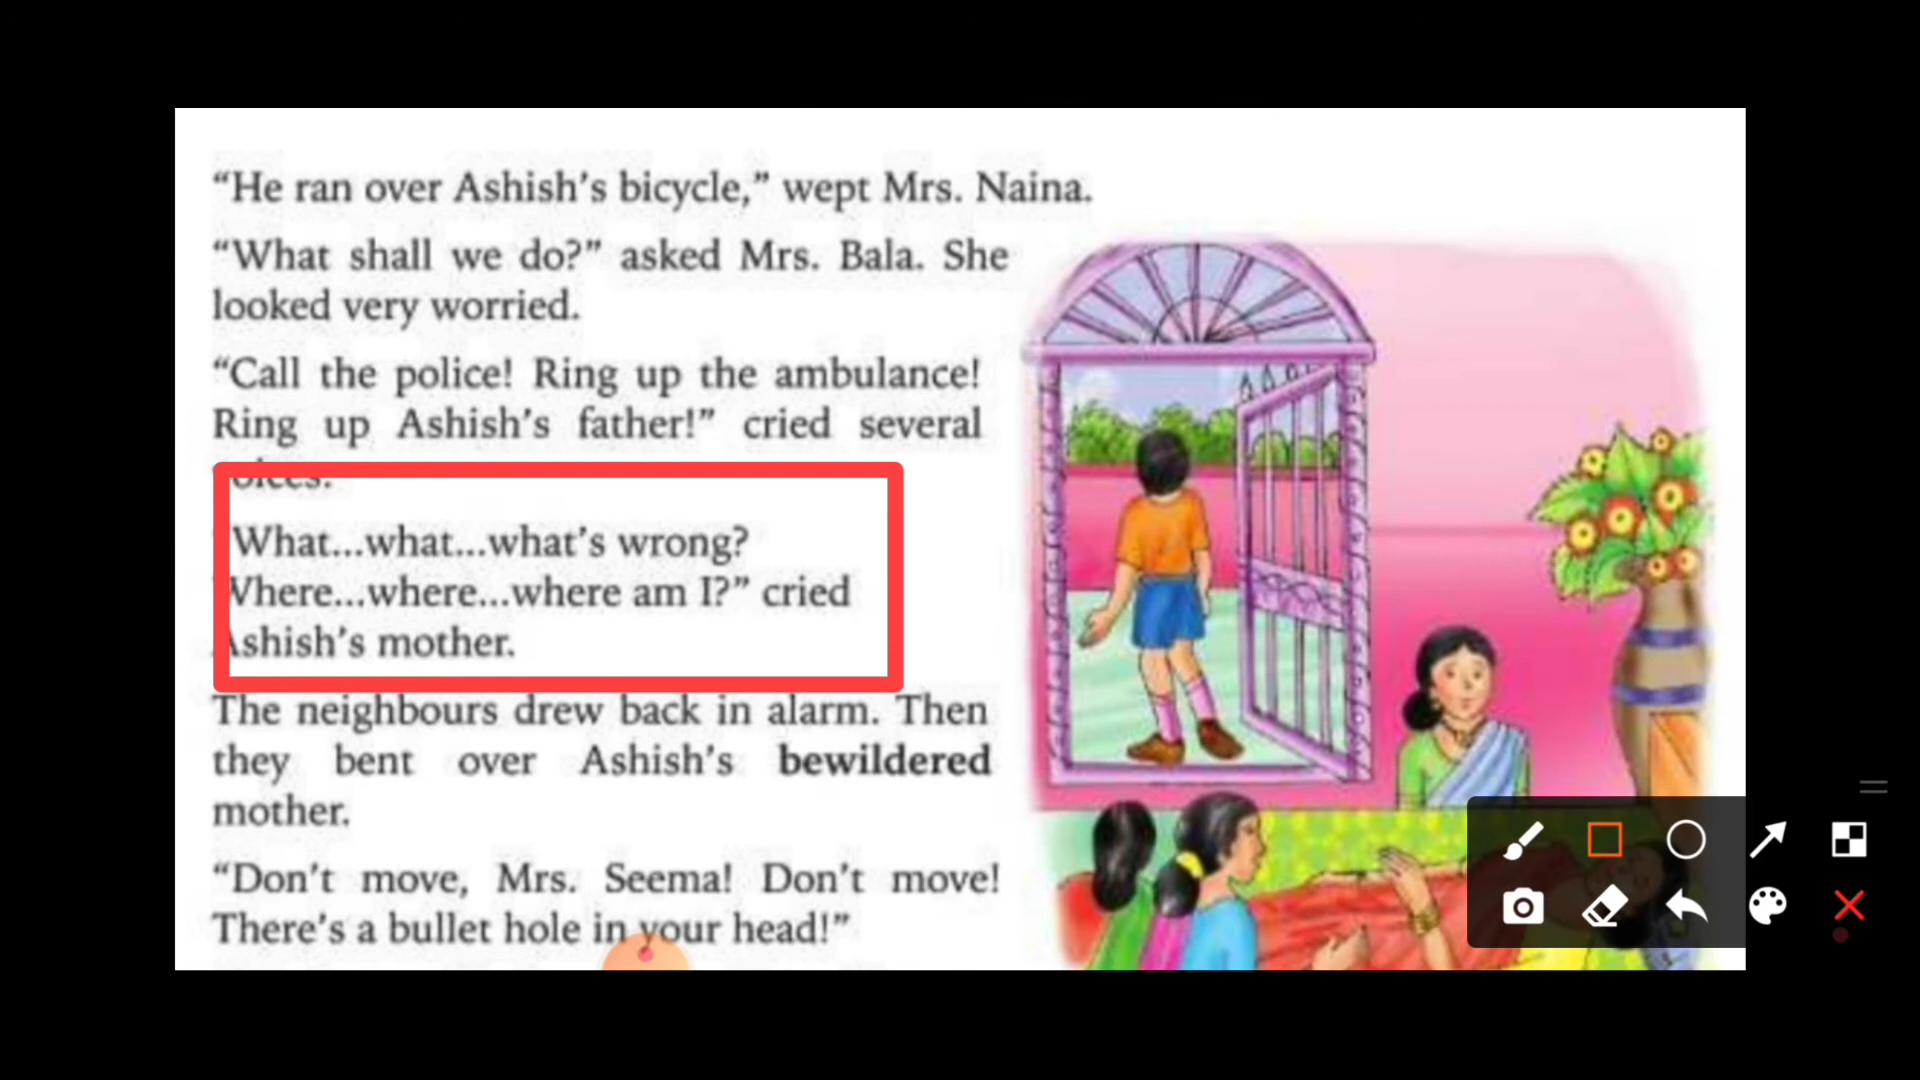 “He ran over Ashish’s bicycle,” wept Mrs. Naina.
“What shall we do?” asked Mrs. Bala. She
looked very worried.
“Call the police! Ring up the ambulance!
Ring up Ashish’s father!” cried several
voices.
“What...what...what’s wrong?
Where...where...where am I?” cried
Ashish’s mother.
The neighbours drew back in alarm. Then
they bent over Ashish’s bewildered
mother.
“Don’t move, Mrs. Seema! Don’t move!
There’s a bullet hole in your head!”